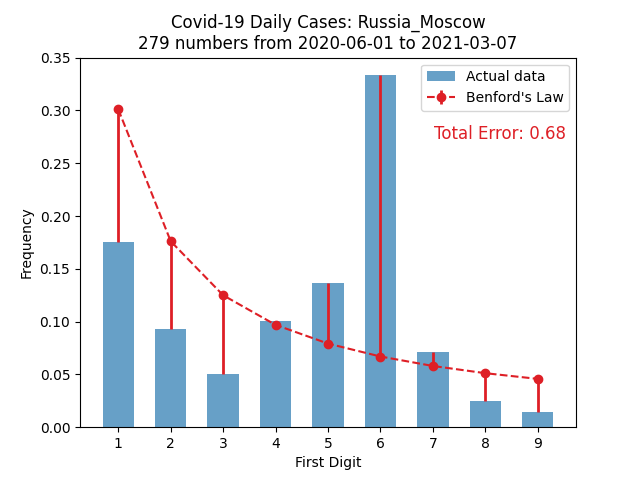 Covid-19 Daily Cases: Russia_Moscow
279 numbers from 2020-06-01 to 2021-03-07
Actual data
Benford's Law
Total Error: 0.68
Frequency
0.35
0.30
0.25
0.20
0.15
0.10
0.05
0.00
1 2 3 4 5 6 7 8 9
First Digit